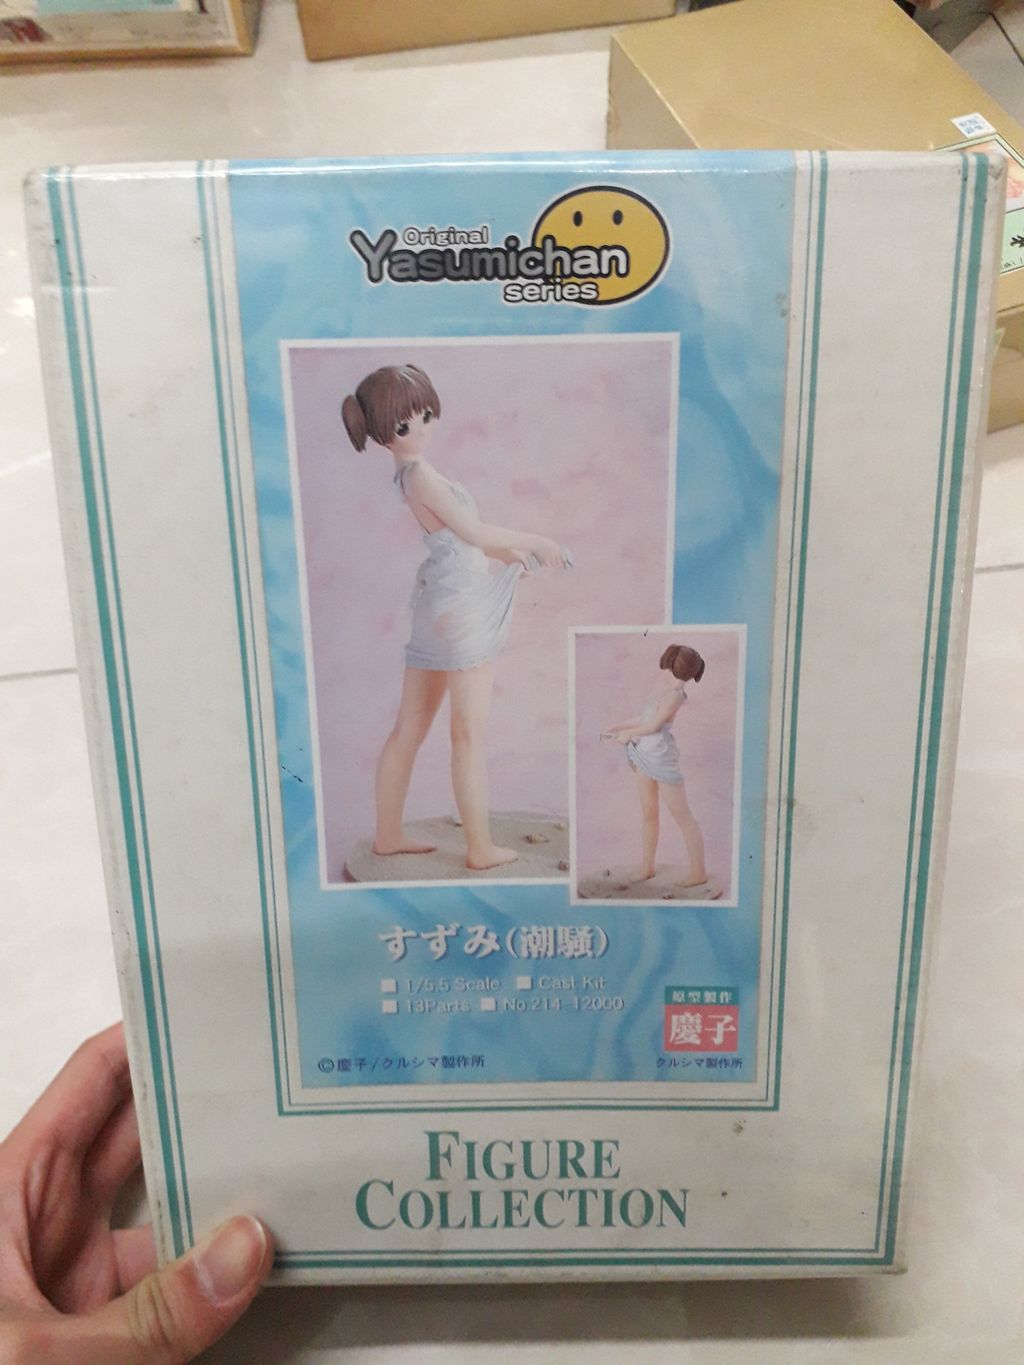 Original
Yasumichan
series
すずみ(潮騒)
■ 1/5.5 Scale ■ Cast Kit
■ 13Parts ■ No.214-12000
原型製作
慶子
クルシマ製作所
©慶子/クルシマ製作所
FIGURE
COLLECTION